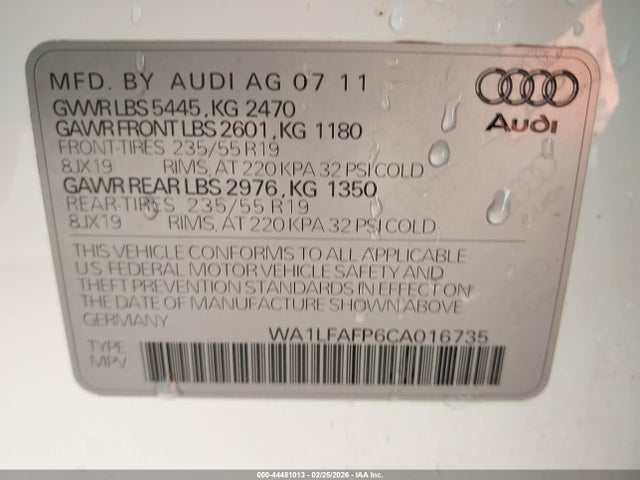 MFD. BY AUDI AG 07 11
GVWR LBS 5445, KG 2470
GAWR FRONT LBS 2601, KG 1180
FRONT-TIRES 235/55 R19
8JX19 RIMS, AT 220 KPA 32 PSI COLD
GAWR REAR LBS 2976, KG 1350
REAR-TIRES 235/55 R19
8JX19 RIMS, AT 220 KPA 32 PSI COLD
Audi
THIS VEHICLE CONFORMS TO ALL APPLICABLE
U.S. FEDERAL MOTOR VEHICLE SAFETY AND
THEFT PREVENTION STANDARDS IN EFFECT ON
THE DATE OF MANUFACTURE SHOWN ABOVE
GERMANY
WA1LFAFP6CA016735
TYPE
MPV
000-44481013 - 02/25/2026 - IAA Inc.